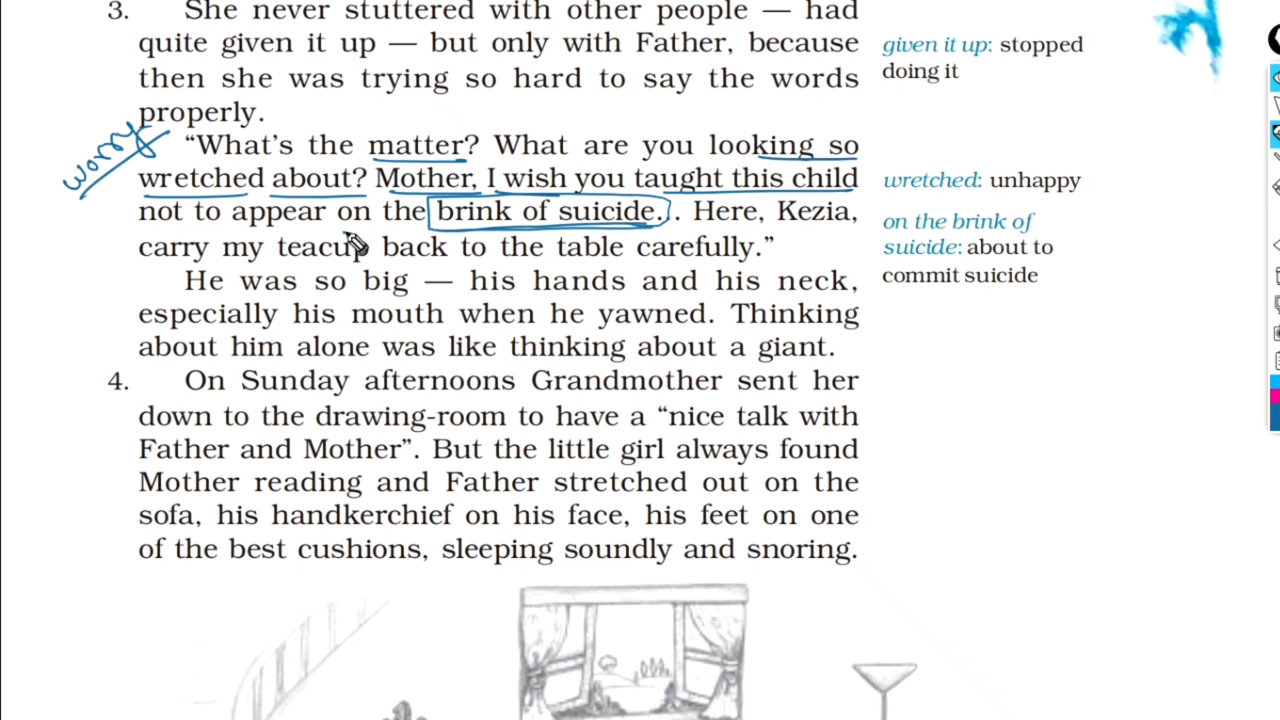 3. She never stuttered with other people — had
quite given it up — but only with Father, because
then she was trying so hard to say the words
properly.
given it up: stopped
doing it
worry
“What’s the matter? What are you looking so
wretched about? Mother, I wish you taught this child
not to appear on the brink of suicide... Here, Kezia,
carry my teacup back to the table carefully.”
wretched: unhappy
on the brink of
suicide: about to
commit suicide
He was so big — his hands and his neck,
especially his mouth when he yawned. Thinking
about him alone was like thinking about a giant.
4. On Sunday afternoons Grandmother sent her
down to the drawing-room to have a “nice talk with
Father and Mother”. But the little girl always found
Mother reading and Father stretched out on the
sofa, his handkerchief on his face, his feet on one
of the best cushions, sleeping soundly and snoring.